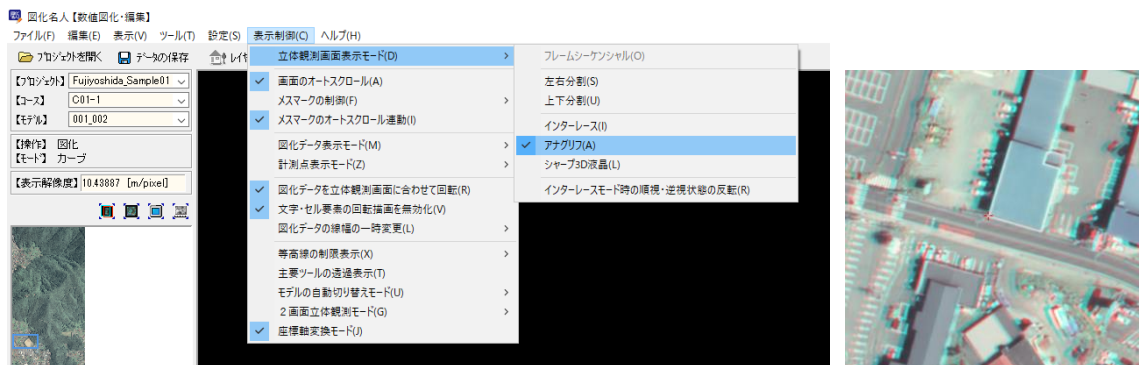 図化名人【数値図化・編集】
ファイル(F) 編集(E) 表示(V) ツール(T) 設定(S) 表示制御(C) ヘルプ(H)
プロジェクトを開く データの保存
【プロジェクト】 Fujiyoshida_Sample01
【コース】 C01-1
【モデル】 001_002
【操作】 図化
【モード】 カーブ
【表示解像度】 10.43887 [m/pixel]
立体観測画面表示モード(D)
画面のオートスクロール(A)
メスマークの制御(F)
メスマークのオートスクロール連動(I)
図化データ表示モード(M)
計測点表示モード(Z)
図化データを立体観測画面に合わせて回転(R)
文字・セル要素の回転描画を無効化(V)
図化データの線幅の一時変更(L)
等高線の制限表示(X)
主要ツールの透過表示(T)
モデルの自動切り替えモード(U)
2画面立体観測モード(G)
座標軸変換モード(J)
フレームシーケンシャル(O)
左右分割(S)
上下分割(U)
インターレース(I)
アナグリフ(A)
シャープ3D液晶(L)
インターレースモード時の順視・逆視状態の反転(R)